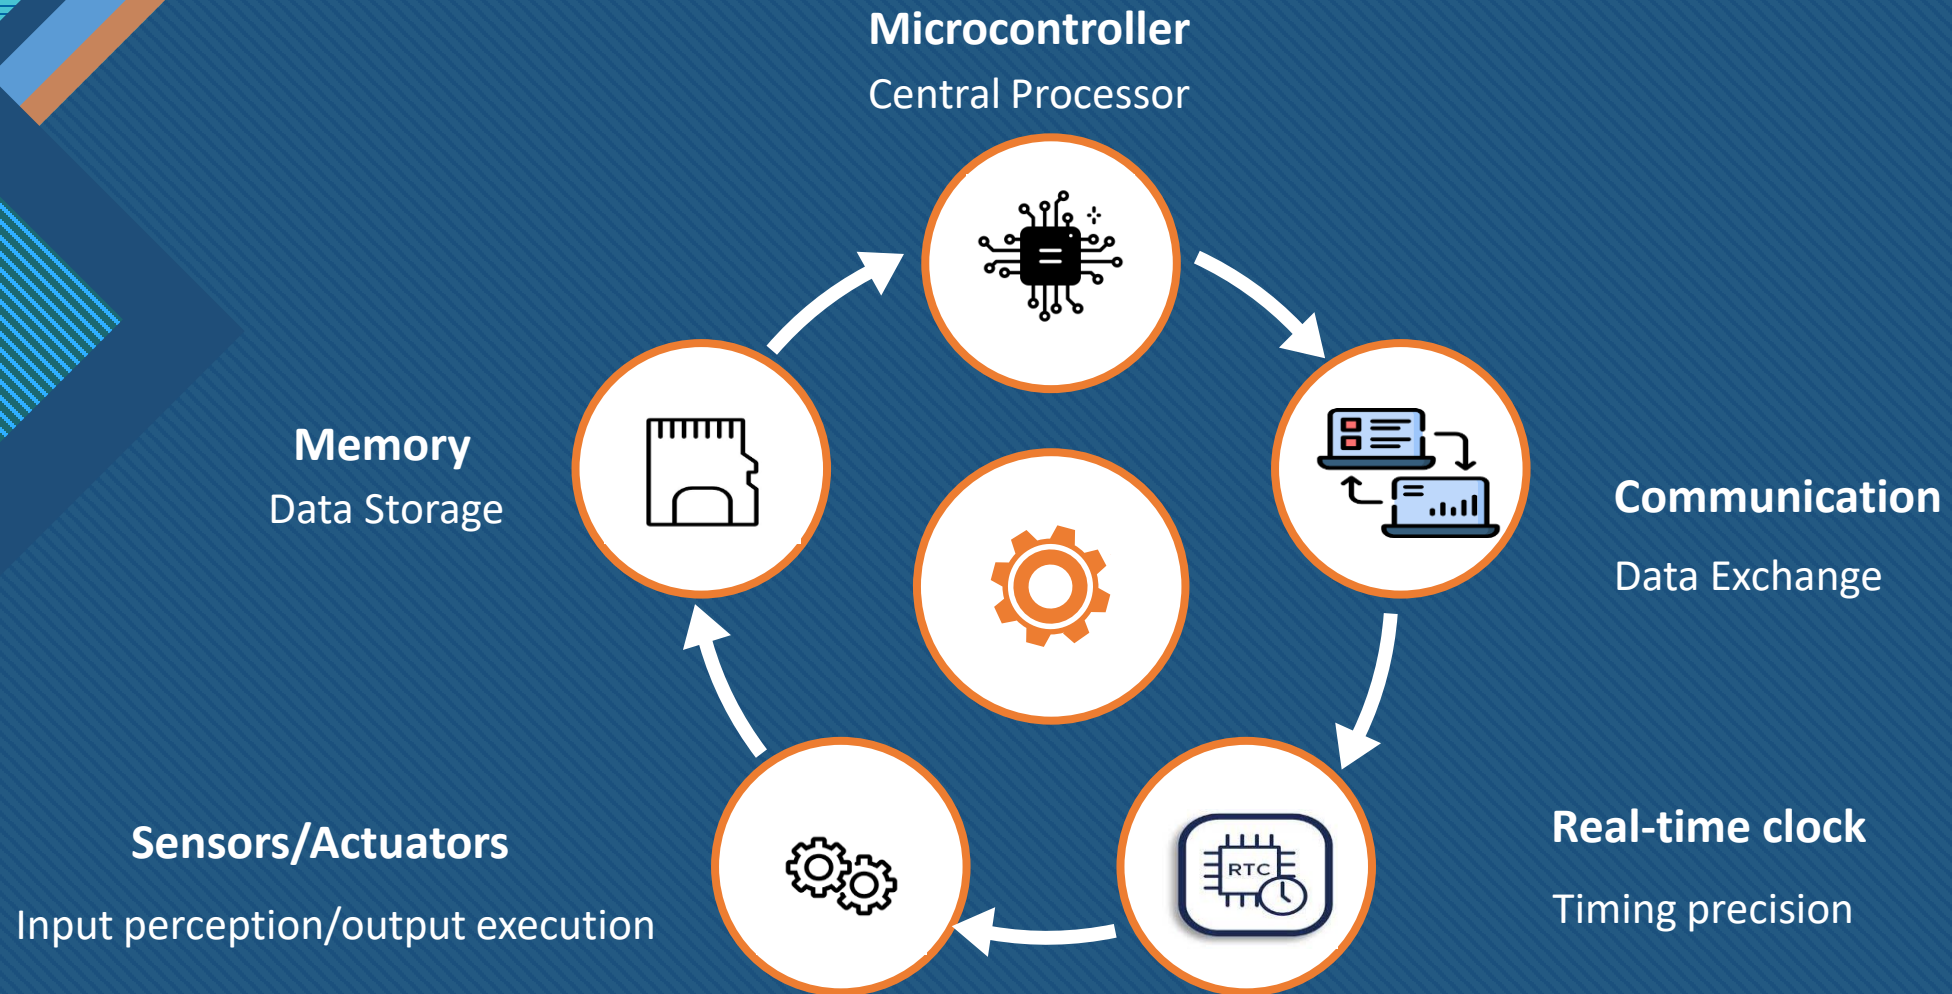 Microcontroller
Central Processor
Memory
Data Storage
Communication
Data Exchange
Sensors/Actuators
Input perception/output execution
RTC
Real-time clock
Timing precision